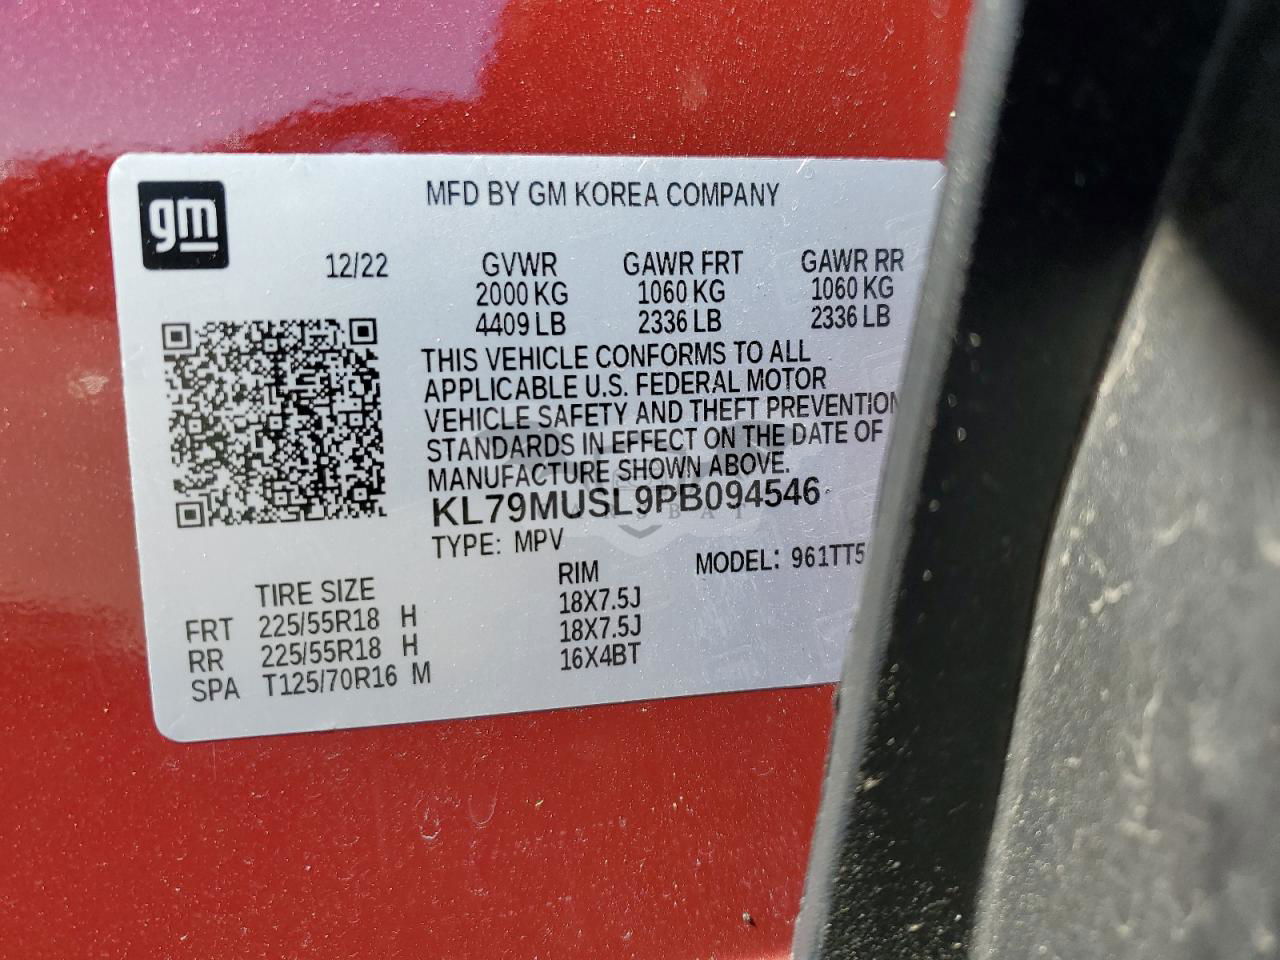 gm
MFD BY GM KOREA COMPANY
12/22 GVWR GAWR FRT GAWR RR
2000 KG 1060 KG 1060 KG
4409 LB 2336 LB 2336 LB
THIS VEHICLE CONFORMS TO ALL
APPLICABLE U.S. FEDERAL MOTOR
VEHICLE SAFETY AND THEFT PREVENTION
STANDARDS IN EFFECT ON THE DATE OF
MANUFACTURE SHOWN ABOVE.
KL79MUSL9PB094546
TYPE: MPV MODEL: 961TT5
TIRE SIZE RIM
FRT 225/55R18 H 18X7.5J
RR 225/55R18 H 18X7.5J
SPA T125/70R16 M 16X4BT